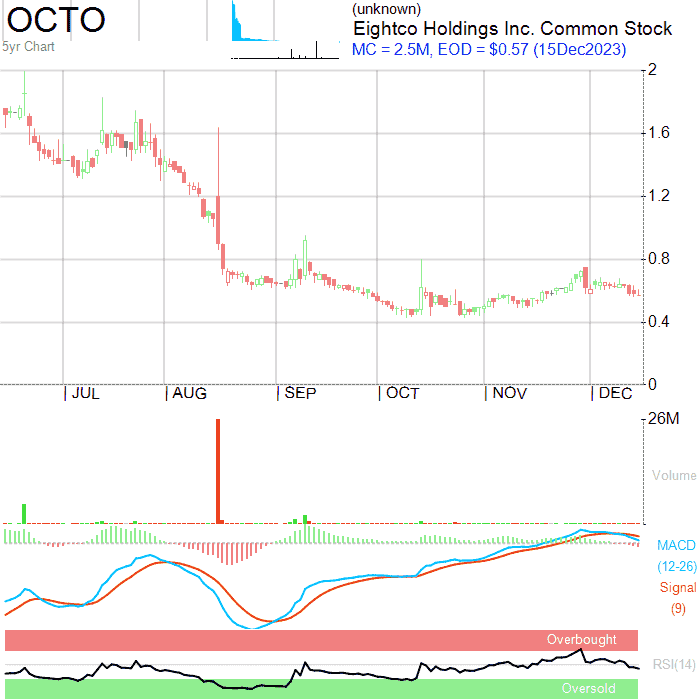 OCTO
5yr Chart
(unknown)
Eightco Holdings Inc. Common Stock
MC = 2.5M, EOD = $0.57 (15Dec2023)
2
1.6
1.2
0.8
0.4
0
JUL AUG SEP OCT NOV DEC
26M
Volume
MACD
(12-26)
Signal
(9)
Overbought
RSI(14)
Oversold